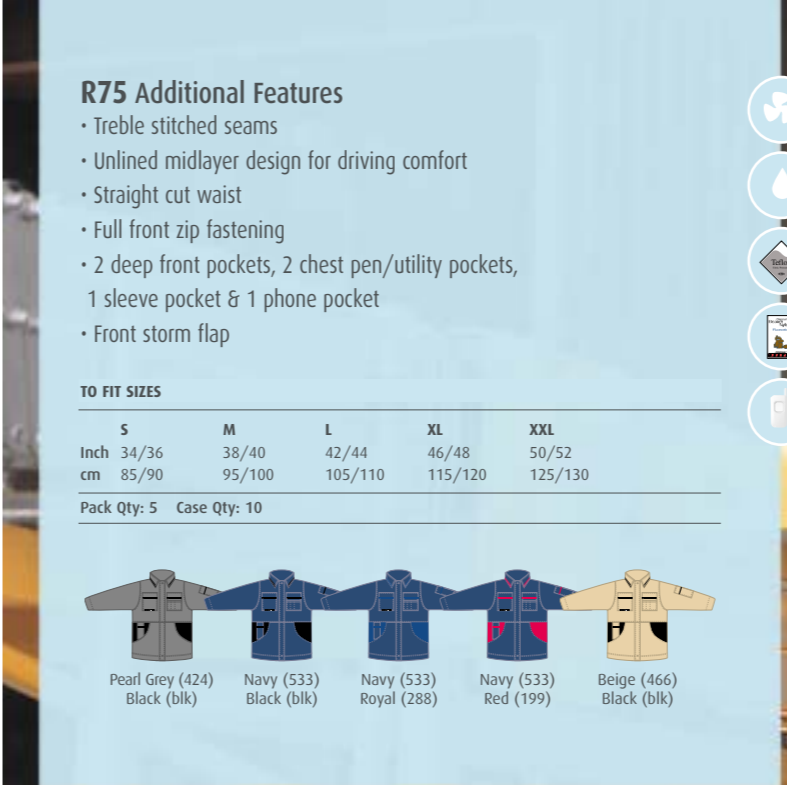 R75 Additional Features
• Treble stitched seams
• Unlined midlayer design for driving comfort
• Straight cut waist
• Full front zip fastening
• 2 deep front pockets, 2 chest pen/utility pockets,
1 sleeve pocket & 1 phone pocket
• Front storm flap
TO FIT SIZES
S M L XL XXL
Inch 34/36 38/40 42/44 46/48 50/52
cm 85/90 95/100 105/110 115/120 125/130
Pack Qty: 5 Case Qty: 10
Pearl Grey (424) Navy (533) Navy (533) Navy (533) Beige (466)
Black (blk) Black (blk) Royal (288) Red (199) Black (blk)